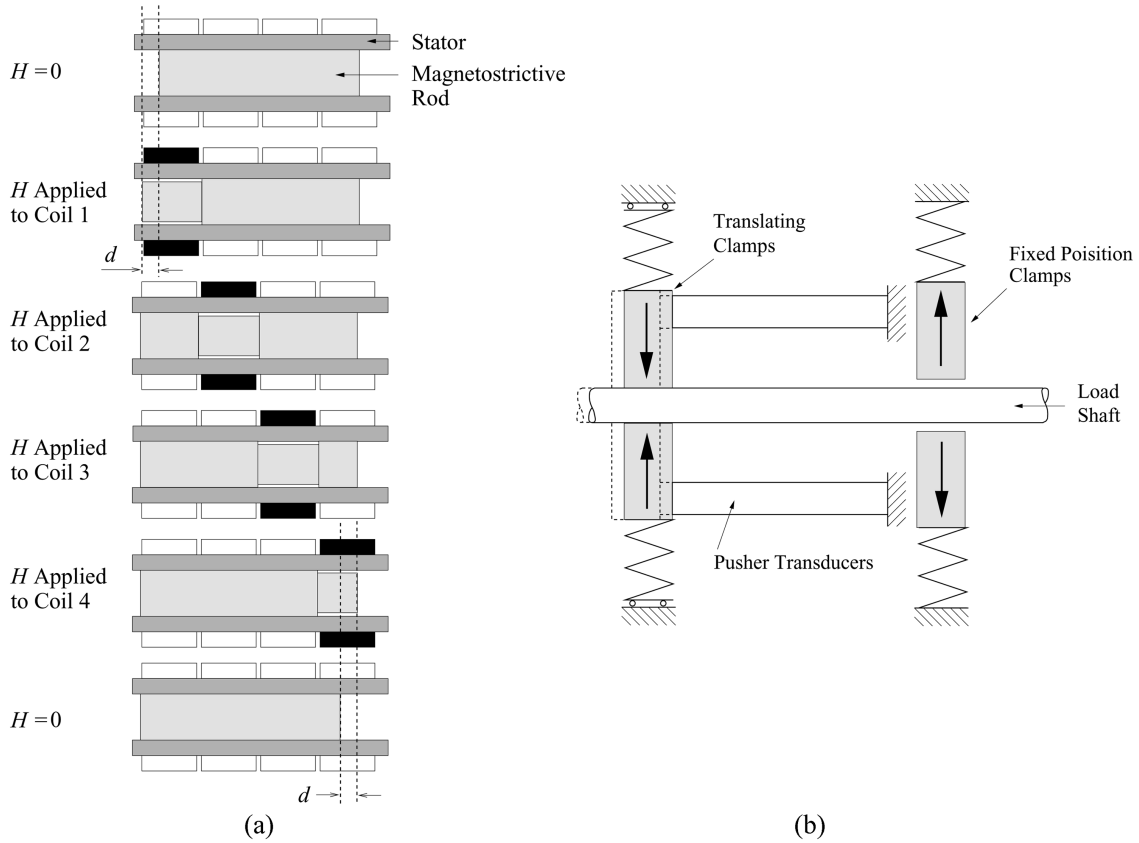 H = 0
Stator
Magnetostrictive
Rod
H Applied
to Coil 1
d
H Applied
to Coil 2
H Applied
to Coil 3
H Applied
to Coil 4
H = 0
d
(a)
Translating
Clamps
Fixed Poisition
Clamps
Load
Shaft
Pusher Transducers
(b)